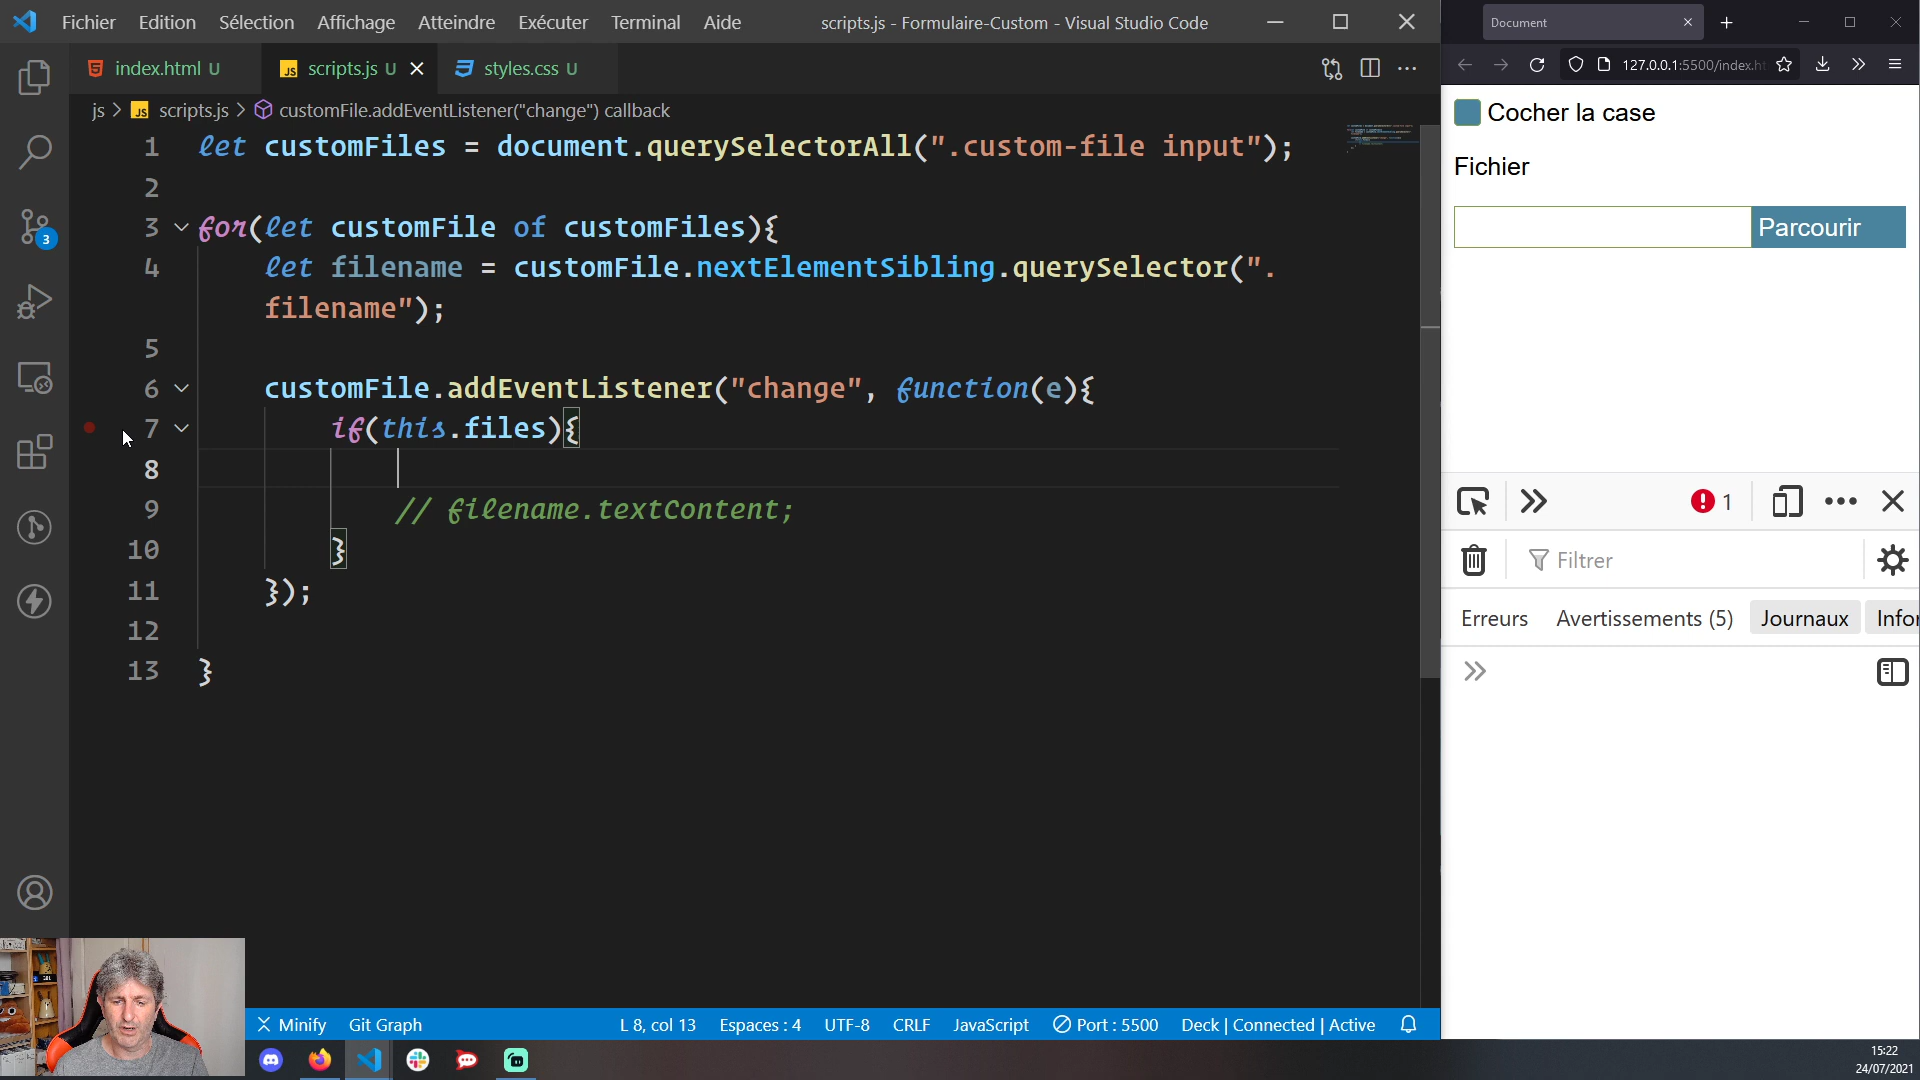 Fichier Edition Sélection Affichage Atteindre Exécuter Terminal Aide scripts.js - Formulaire-Custom - Visual Studio Code
index.html U scripts.js U styles.css U
js > JS scripts.js > customFile.addEventListener("change") callback
1 let customFiles = document.querySelectorAll(".custom-file input");
2
3 for(let customFile of customFiles){
4 let filename = customFile.nextElementSibling.querySelector(".
filename");
5
6 customFile.addEventListener("change", function(e){
7 if(this.files){
8
9 // filename.textContent;
10 }
11 });
12
13 }
Minify Git Graph L 8, col 13 Espaces : 4 UTF-8 CRLF JavaScript Port : 5500 Deck | Connected | Active
Document
127.0.0.1:5500/index.ht
Cocher la case
Fichier
Parcourir
1
Filtrer
Erreurs Avertissements (5) Journaux Infor
15:22
24/07/2021